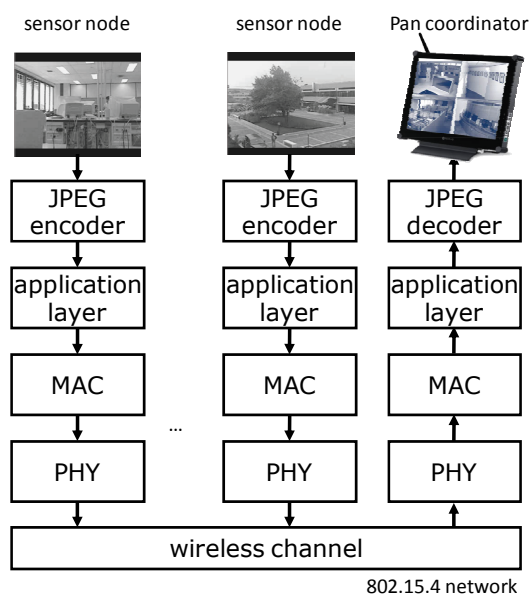 sensor node
sensor node
Pan coordinator
JPEG
encoder
JPEG
encoder
JPEG
decoder
application
layer
application
layer
application
layer
MAC
MAC
MAC
...
PHY
PHY
PHY
wireless channel
802.15.4 network